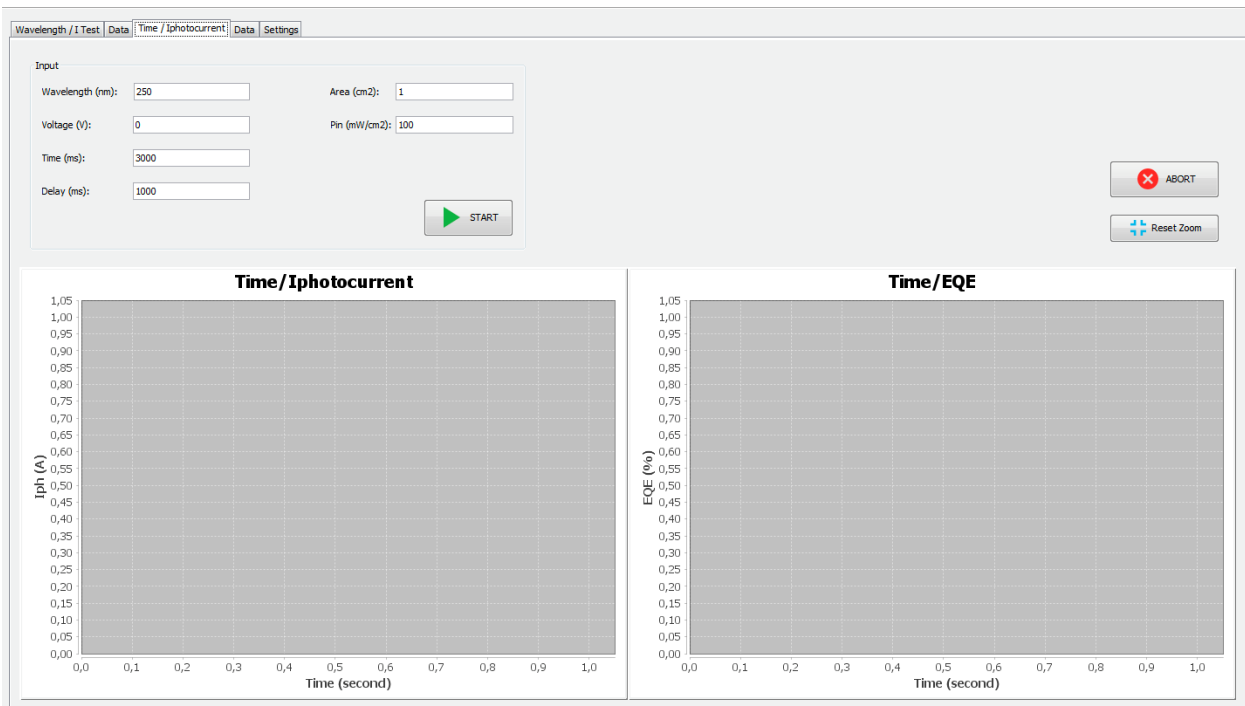 Wavelength / I Test Data Time / Iphotocurrent Data Settings
Input
Wavelength (nm): 250 Area (cm2): 1
Voltage (V): 0 Pin (mW/cm2): 100
Time (ms): 3000
Delay (ms): 1000
START
ABORT
Reset Zoom
Time/Iphotocurrent
1,05
1,00
0,95
0,90
0,85
0,80
0,75
0,70
0,65
0,60
0,55
0,50
0,45
0,40
0,35
0,30
0,25
0,20
0,15
0,10
0,05
0,00
Iph (A)
0,0 0,1 0,2 0,3 0,4 0,5 0,6 0,7 0,8 0,9 1,0
Time (second)
Time/EQE
1,05
1,00
0,95
0,90
0,85
0,80
0,75
0,70
0,65
0,60
0,55
0,50
0,45
0,40
0,35
0,30
0,25
0,20
0,15
0,10
0,05
0,00
EQE (%)
0,0 0,1 0,2 0,3 0,4 0,5 0,6 0,7 0,8 0,9 1,0
Time (second)